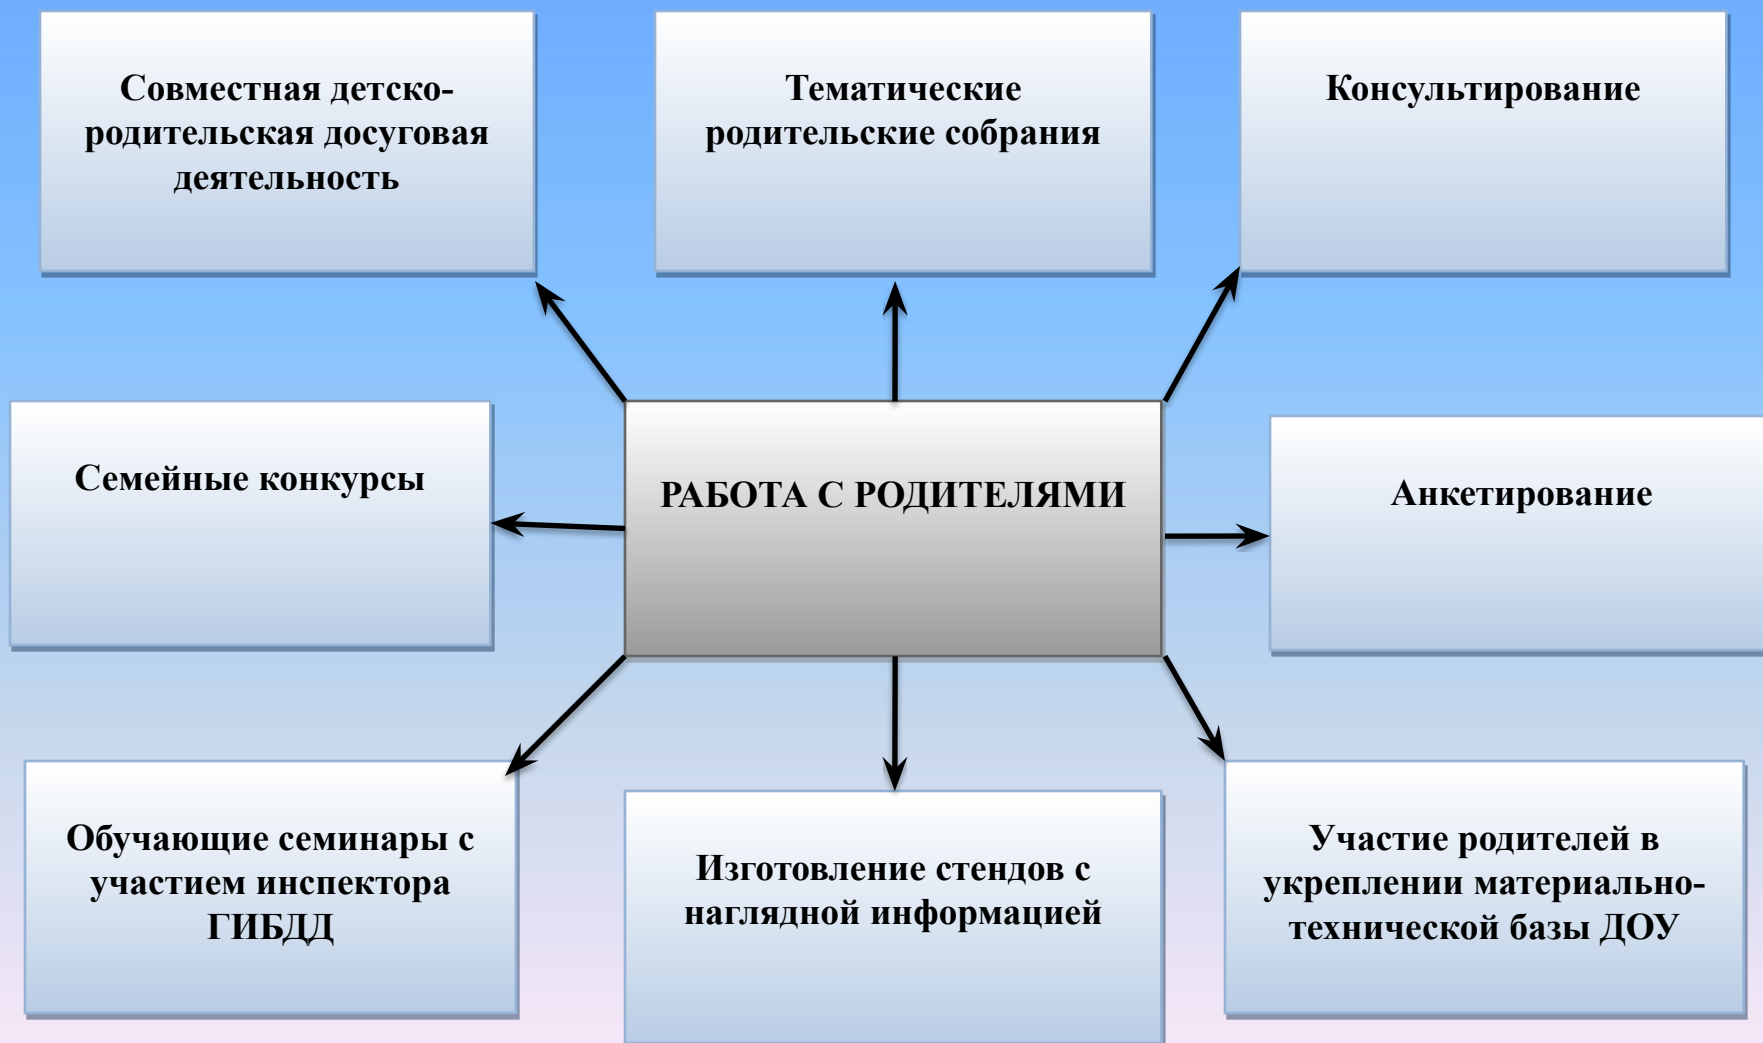 Совместная детско-
родительская досуговая
деятельность
Тематические
родительские собрания
Консультирование
Семейные конкурсы
РАБОТА С РОДИТЕЛЯМИ
Анкетирование
Обучающие семинары с
участием инспектора
ГИБДД
Изготовление стендов с
наглядной информацией
Участие родителей в
укреплении материально-
технической базы ДОУ